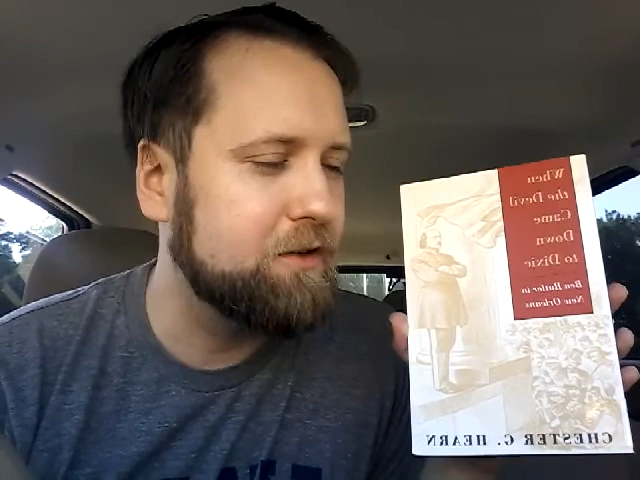 When
the Devil
Came
Down
to Dixie
Ben Butler in
New Orleans
CHESTER G. HEARN